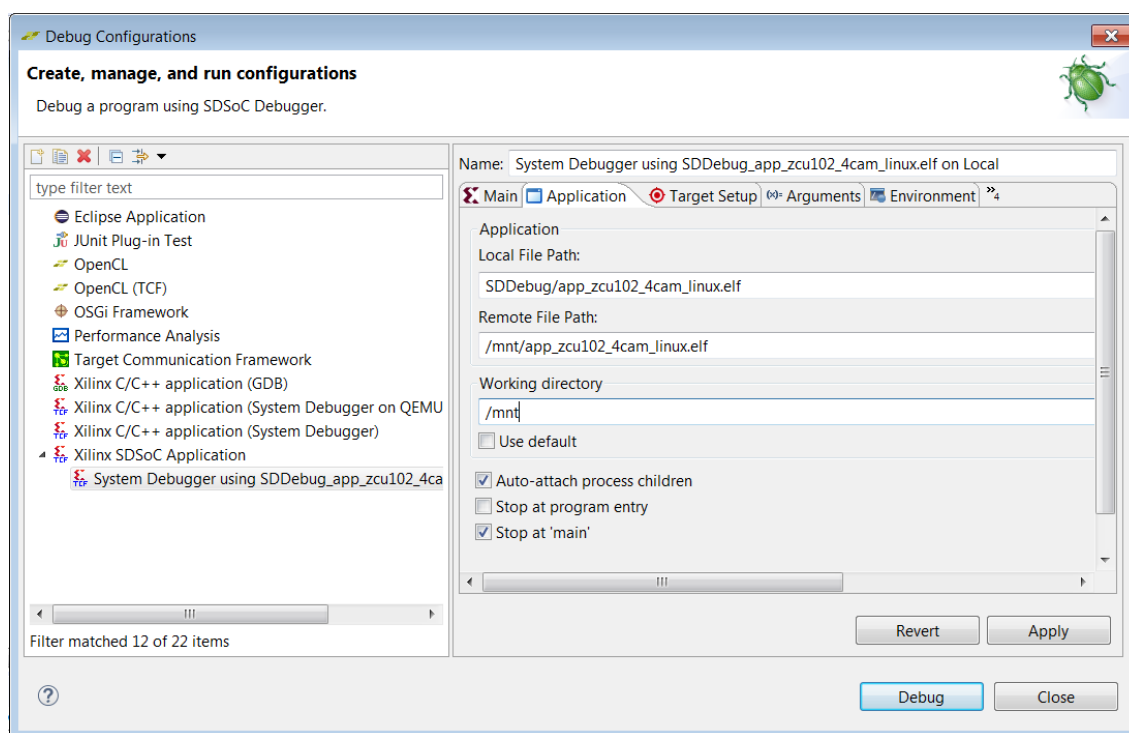 Debug Configurations
Create, manage, and run configurations
Debug a program using SDSoC Debugger.
type filter text
Eclipse Application
JUnit Plug-in Test
OpenCL
OpenCL (TCF)
OSGi Framework
Performance Analysis
Target Communication Framework
Xilinx C/C++ application (GDB)
Xilinx C/C++ application (System Debugger on QEMU
Xilinx C/C++ application (System Debugger)
Xilinx SDSoC Application
System Debugger using SDDebug_app_zcu102_4ca
Filter matched 12 of 22 items
Name: System Debugger using SDDebug_app_zcu102_4cam_linux.elf on Local
Main Application Target Setup (x)= Arguments Environment »4
Application
Local File Path:
SDDebug/app_zcu102_4cam_linux.elf
Remote File Path:
/mnt/app_zcu102_4cam_linux.elf
Working directory
/mnt
Use default
Auto-attach process children
Stop at program entry
Stop at 'main'
Revert Apply
Debug Close